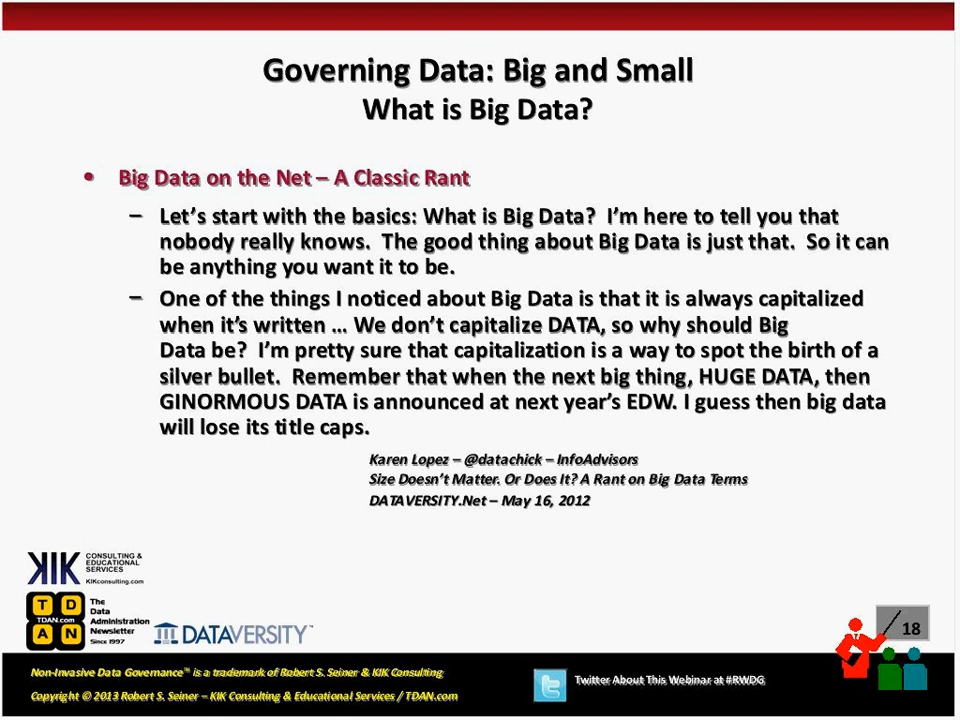 Governing Data: Big and Small
What is Big Data?
• Big Data on the Net – A Classic Rant
– Let's start with the basics: What is Big Data? I'm here to tell you that
nobody really knows. The good thing about Big Data is just that. So it can
be anything you want it to be.
– One of the things I noticed about Big Data is that it is always capitalized
when it's written … We don't capitalize DATA, so why should Big
Data be? I'm pretty sure that capitalization is a way to spot the birth of a
silver bullet. Remember that when the next big thing, HUGE DATA, then
GINORMOUS DATA is announced at next year's EDW. I guess then big data
will lose its title caps.
Karen Lopez – @datachick – InfoAdvisors
Size Doesn't Matter. Or Does It? A Rant on Big Data Terms
DATAVERSITY.Net – May 16, 2012
KIK
CONSULTING &
EDUCATIONAL
SERVICES
KIKconsulting.com
T D
TDAN.com
A N
The
Data
Administration
Newsletter
Since 1997
DATAVERSITY™
18
Non-Invasive Data Governance™ is a trademark of Robert S. Seiner & KIK Consulting
Copyright © 2013 Robert S. Seiner – KIK Consulting & Educational Services / TDAN.com
Twitter About This Webinar at #RWDG